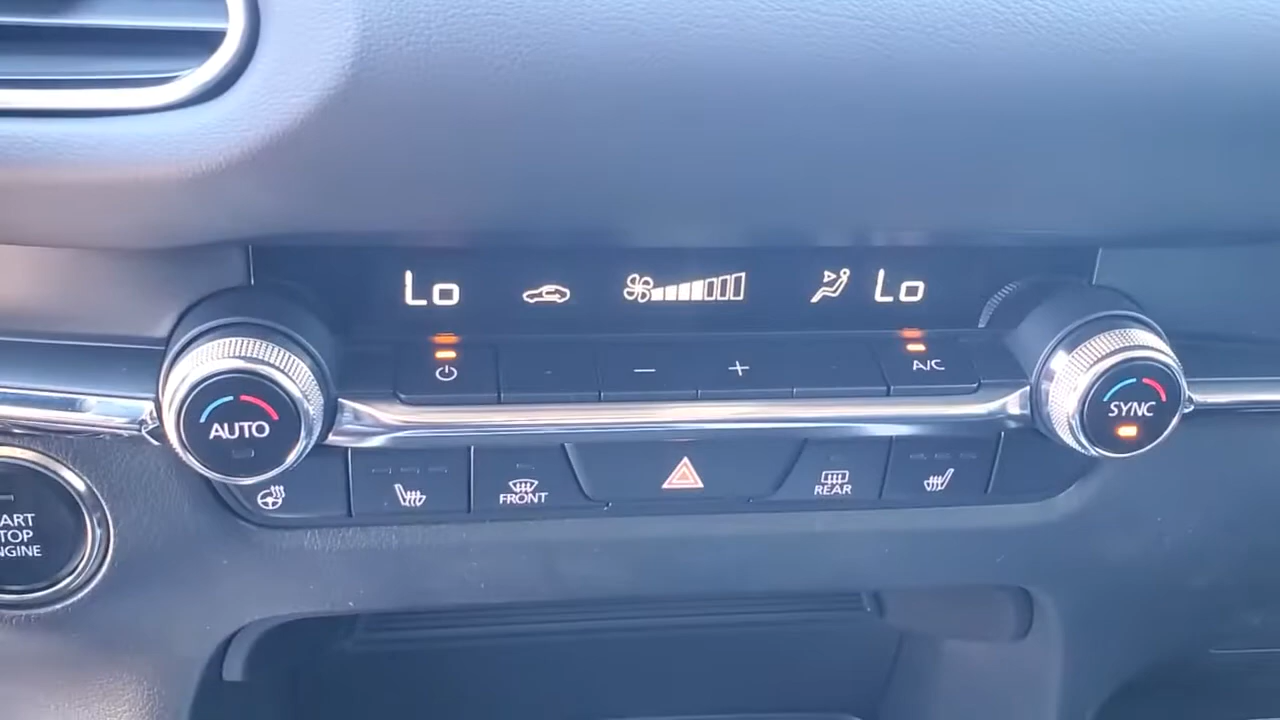 Lo
Lo
− +
A/C
AUTO
SYNC
FRONT
REAR
ART
TOP
NGINE